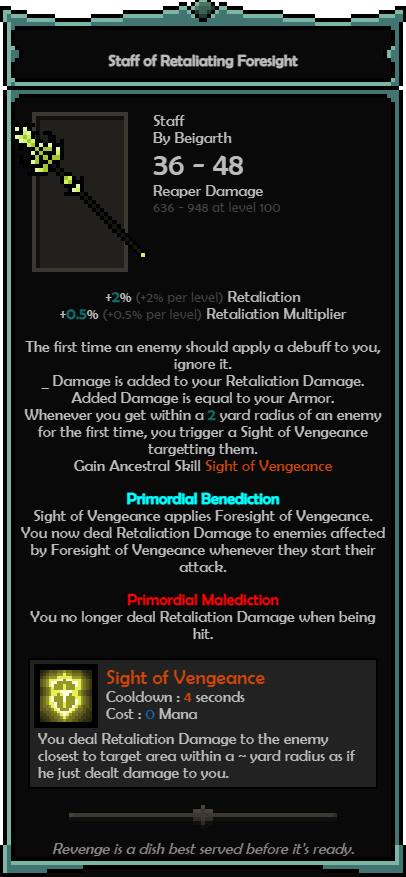 Staff of Retaliating Foresight
Staff
By Beigarth
36 - 48
Reaper Damage
636 - 948 at level 100
+2% (+2% per level) Retaliation
+0.5% (+0.5% per level) Retaliation Multiplier
The first time an enemy should apply a debuff to you,
ignore it.
_ Damage is added to your Retaliation Damage.
Added Damage is equal to your Armor.
Whenever you get within a 2 yard radius of an enemy
for the first time, you trigger a Sight of Vengeance
targetting them.
Gain Ancestral Skill Sight of Vengeance
Primordial Benediction
Sight of Vengeance applies Foresight of Vengeance.
You now deal Retaliation Damage to enemies affected
by Foresight of Vengeance whenever they start their
attack.
Primordial Malediction
You no longer deal Retaliation Damage when being
hit.
Sight of Vengeance
Cooldown : 4 seconds
Cost : 0 Mana
You deal Retaliation Damage to the enemy
closest to target area within a ~ yard radius as if
he just dealt damage to you.
Revenge is a dish best served before it's ready.